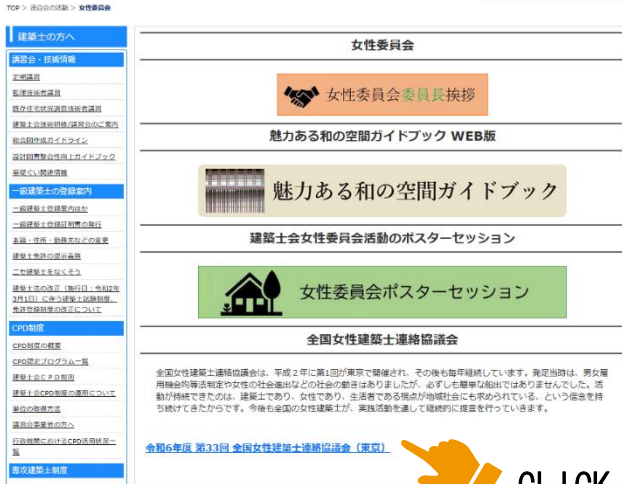 TOP > 連合会の活動 > 女性委員会
建築士の方へ
講習会・技術情報
定期講習
監理技術者講習
既存住宅状況調査技術者講習
建築士会技術研修/講習会のご案内
総合図作成ガイドライン
設計図書整合性向上ガイドブック
基礎ぐい関連情報
一級建築士の登録案内
一級建築士登録案内ほか
一級建築士登録証明書の発行
本籍・住所・勤務先などの変更
建築士免許の提示義務
ニセ建築士をなくそう
建築士法の改正（施行日：令和2年
3月1日）に伴う建築士試験制度、
免許登録制度の改正について
CPD制度
CPD制度の概要
CPD認定プログラム一覧
建築士会CPD規則
建築士会CPD制度の運用について
単位の取得方法
講習会事業者の方へ
行政機関におけるCPD活用状況一
覧
専攻建築士制度
女性委員会
女性委員会委員長挨拶
魅力ある和の空間ガイドブック WEB版
魅力ある和の空間ガイドブック
建築士会女性委員会活動のポスターセッション
女性委員会ポスターセッション
全国女性建築士連絡協議会
全国女性建築士連絡協議会は、平成２年に第1回が東京で開催され、その後も毎年継続しています。発足当時は、男女雇
用機会均等法制定や女性の社会進出などの社会の動きはありましたが、必ずしも簡単な船出ではありませんでした。活
動が持続できたのは、建築士であり、女性であり、生活者である視点が地域社会にも求められている、という信念を持
ち続けてきたからです。今後も全国の女性建築士が、実践活動を通して継続的に提言を行っていきます。
令和6年度 第33回 全国女性建築士連絡協議会（東京）
CLICK